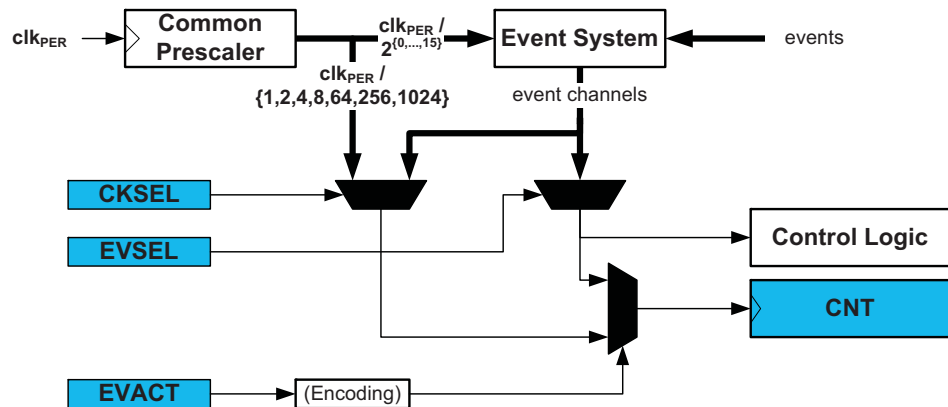 clkPER
Common
Prescaler
clkPER /
2{0,...,15}
Event System
events
clkPER /
{1,2,4,8,64,256,1024}
event channels
CKSEL
EVSEL
Control Logic
CNT
EVACT
(Encoding)